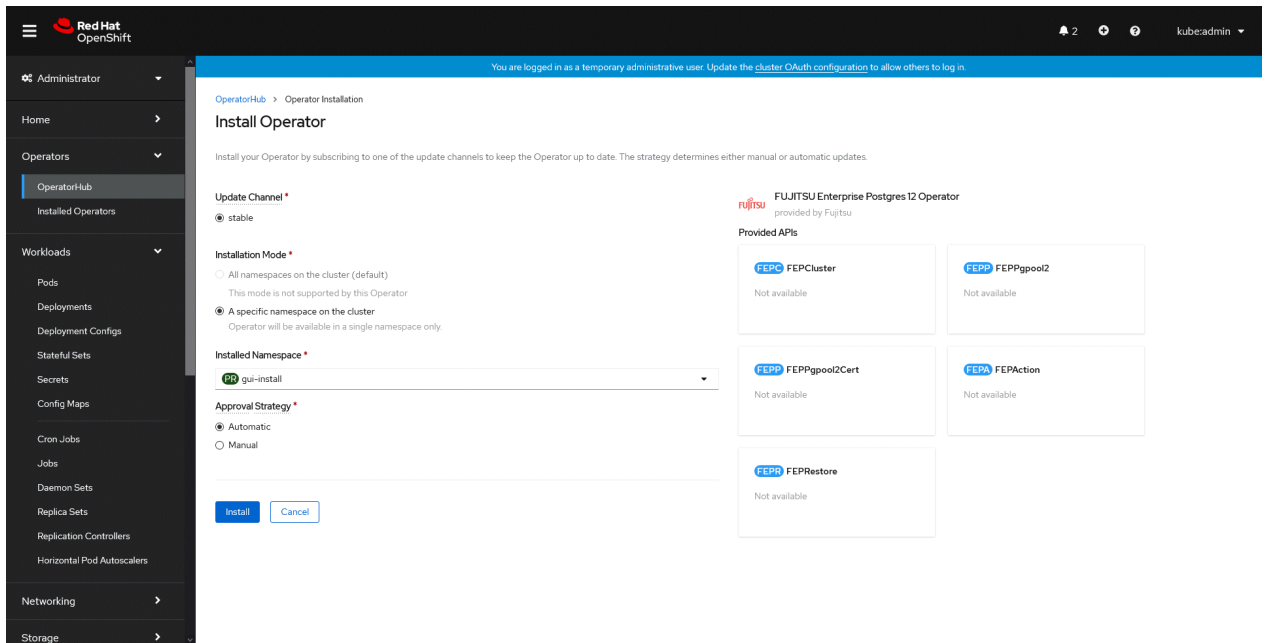 Red Hat
OpenShift
2
kube:admin
Administrator
Home
Operators
OperatorHub
Installed Operators
Workloads
Pods
Deployments
Deployment Configs
Stateful Sets
Secrets
Config Maps
Cron Jobs
Jobs
Daemon Sets
Replica Sets
Replication Controllers
Horizontal Pod Autoscalers
Networking
Storage
You are logged in as a temporary administrative user. Update the cluster OAuth configuration to allow others to log in.
OperatorHub > Operator Installation
Install Operator
Install your Operator by subscribing to one of the update channels to keep the Operator up to date. The strategy determines either manual or automatic updates.
Update Channel *
stable
Installation Mode *
All namespaces on the cluster (default)
This mode is not supported by this Operator
A specific namespace on the cluster
Operator will be available in a single namespace only.
Installed Namespace *
PR gui-install
Approval Strategy *
Automatic
Manual
Install Cancel
FUJITSU
FUJITSU Enterprise Postgres 12 Operator
provided by Fujitsu
Provided APIs
FEPC FEPCluster
Not available
FEPP FEPPgpool2
Not available
FEPP FEPPgpool2Cert
Not available
FEPA FEPAction
Not available
FEPR FEPRestore
Not available